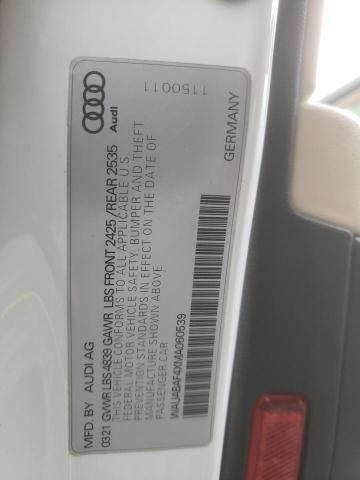 MFD. BY AUDI AG
0321 GVWR LBS 4839 GAWR LBS FRONT 2425/REAR 2535
THIS VEHICLE CONFORMS TO ALL APPLICABLE U.S.
FEDERAL MOTOR VEHICLE SAFETY, BUMPER AND THEFT
PREVENTION STANDARDS IN EFFECT ON THE DATE OF
MANUFACTURE SHOWN ABOVE
PASSENGER CAR
WAUABAF4XMA060539
Audi
1150011
GERMANY